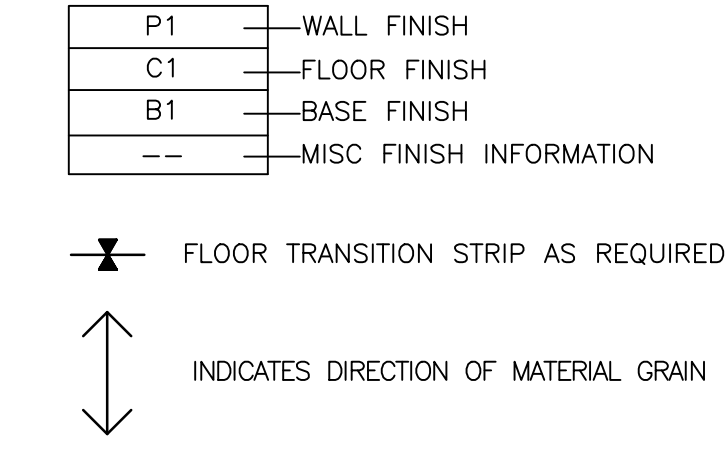 P1 WALL FINISH
C1 FLOOR FINISH
B1 BASE FINISH
-- MISC FINISH INFORMATION
FLOOR TRANSITION STRIP AS REQUIRED
INDICATES DIRECTION OF MATERIAL GRAIN